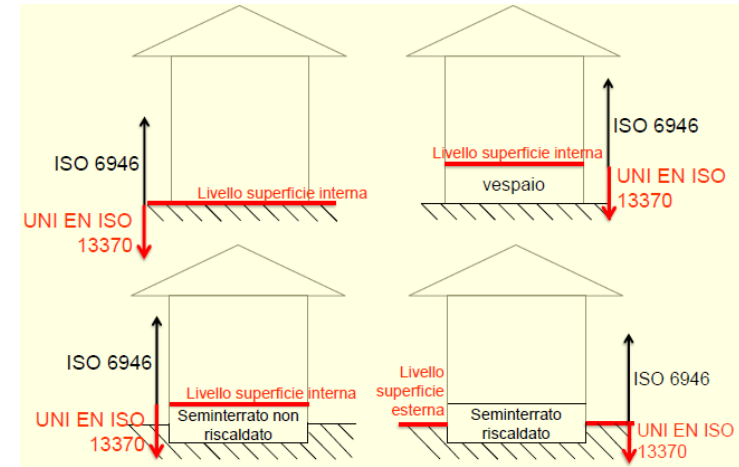 ISO 6946
Livello superficie interna
UNI EN ISO
13370
ISO 6946
Livello superficie interna
vespaio
UNI EN ISO
13370
ISO 6946
Livello superficie interna
UNI EN ISO
13370
Seminterrato non
riscaldato
Livello
superficie
esterna
ISO 6946
Seminterrato
riscaldato
UNI EN ISO
13370